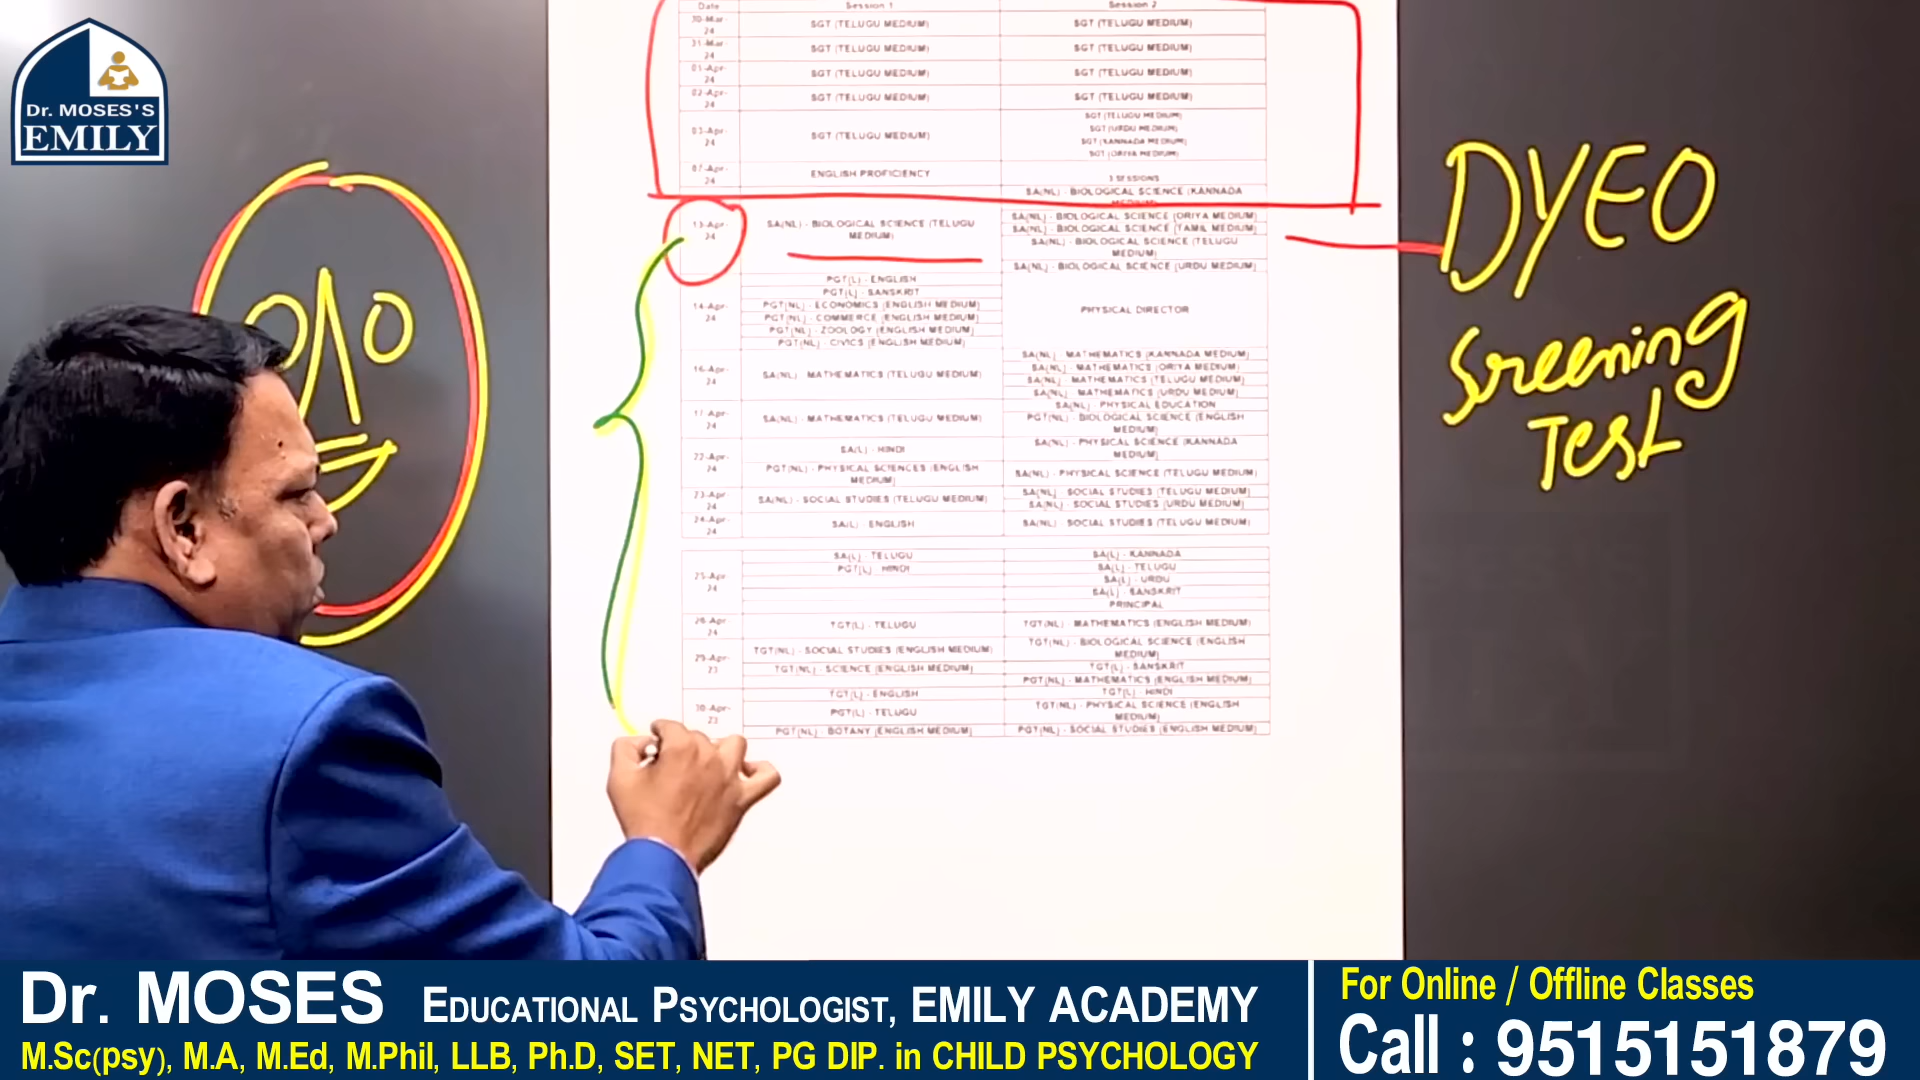 Dr. MOSES'S
EMILY
Date Session 1 Session 2
30-Mar-24 SGT (TELUGU MEDIUM) SGT (TELUGU MEDIUM)
31-Mar-24 SGT (TELUGU MEDIUM) SGT (TELUGU MEDIUM)
01-Apr-24 SGT (TELUGU MEDIUM) SGT (TELUGU MEDIUM)
02-Apr-24 SGT (TELUGU MEDIUM) SGT (TELUGU MEDIUM)
03-Apr-24 SGT (TELUGU MEDIUM) SGT (TELUGU MEDIUM)
SGT (URDU MEDIUM)
SGT (KANNADA MEDIUM)
SGT (ORIYA MEDIUM)
07-Apr-24 ENGLISH PROFICIENCY 3 SESSIONS
SA(NL) - BIOLOGICAL SCIENCE (KANNADA MEDIUM)
13-Apr-24 SA(NL) - BIOLOGICAL SCIENCE (TELUGU MEDIUM) SA(NL) - BIOLOGICAL SCIENCE (ORIYA MEDIUM)
SA(NL) - BIOLOGICAL SCIENCE (TAMIL MEDIUM)
SA(NL) - BIOLOGICAL SCIENCE (TELUGU MEDIUM)
SA(NL) - BIOLOGICAL SCIENCE (URDU MEDIUM)
14-Apr-24 PGT(L) - ENGLISH PHYSICAL DIRECTOR
PGT(L) - SANSKRIT
PGT(NL) - ECONOMICS (ENGLISH MEDIUM)
PGT(NL) - COMMERCE (ENGLISH MEDIUM)
PGT(NL) - ZOOLOGY (ENGLISH MEDIUM)
PGT(NL) - CIVICS (ENGLISH MEDIUM)
16-Apr-24 SA(NL) - MATHEMATICS (TELUGU MEDIUM) SA(NL) - MATHEMATICS (KANNADA MEDIUM)
SA(NL) - MATHEMATICS (ORIYA MEDIUM)
SA(NL) - MATHEMATICS (TELUGU MEDIUM)
SA(NL) - MATHEMATICS (URDU MEDIUM)
17-Apr-24 SA(NL) - MATHEMATICS (TELUGU MEDIUM) SA(NL) - PHYSICAL EDUCATION
PGT(NL) - BIOLOGICAL SCIENCE (ENGLISH MEDIUM)
22-Apr-24 SA(L) - HINDI SA(NL) - PHYSICAL SCIENCE (KANNADA MEDIUM)
PGT(NL) - PHYSICAL SCIENCES (ENGLISH MEDIUM) SA(NL) - PHYSICAL SCIENCE (TELUGU MEDIUM)
23-Apr-24 SA(NL) - SOCIAL STUDIES (TELUGU MEDIUM) SA(NL) - SOCIAL STUDIES (TELUGU MEDIUM)
SA(NL) - SOCIAL STUDIES (URDU MEDIUM)
24-Apr-24 SA(L) - ENGLISH SA(NL) - SOCIAL STUDIES (TELUGU MEDIUM)
25-Apr-24 SA(L) - TELUGU SA(L) - KANNADA
PGT(L) - HINDI SA(L) - TELUGU
SA(L) - URDU
SA(L) - SANSKRIT
PRINCIPAL
TGT(L) - TELUGU TGT(NL) - MATHEMATICS (ENGLISH MEDIUM)
29-Apr-23 TGT(NL) - SOCIAL STUDIES (ENGLISH MEDIUM) TGT(NL) - BIOLOGICAL SCIENCE (ENGLISH MEDIUM)
TGT(NL) - SCIENCE (ENGLISH MEDIUM) TGT(L) - SANSKRIT
PGT(NL) - MATHEMATICS (ENGLISH MEDIUM)
30-Apr-23 TGT(L) - ENGLISH TGT(L) - HINDI
PGT(L) - TELUGU TGT(NL) - PHYSICAL SCIENCE (ENGLISH MEDIUM)
PGT(NL) - BOTANY (ENGLISH MEDIUM) PGT(NL) - SOCIAL STUDIES (ENGLISH MEDIUM)
DYEO
Screening
Test
Dr. MOSES EDUCATIONAL PSYCHOLOGIST, EMILY ACADEMY
M.Sc(psy), M.A, M.Ed, M.Phil, LLB, Ph.D, SET, NET, PG DIP. in CHILD PSYCHOLOGY
For Online / Offline Classes
Call : 9515151879